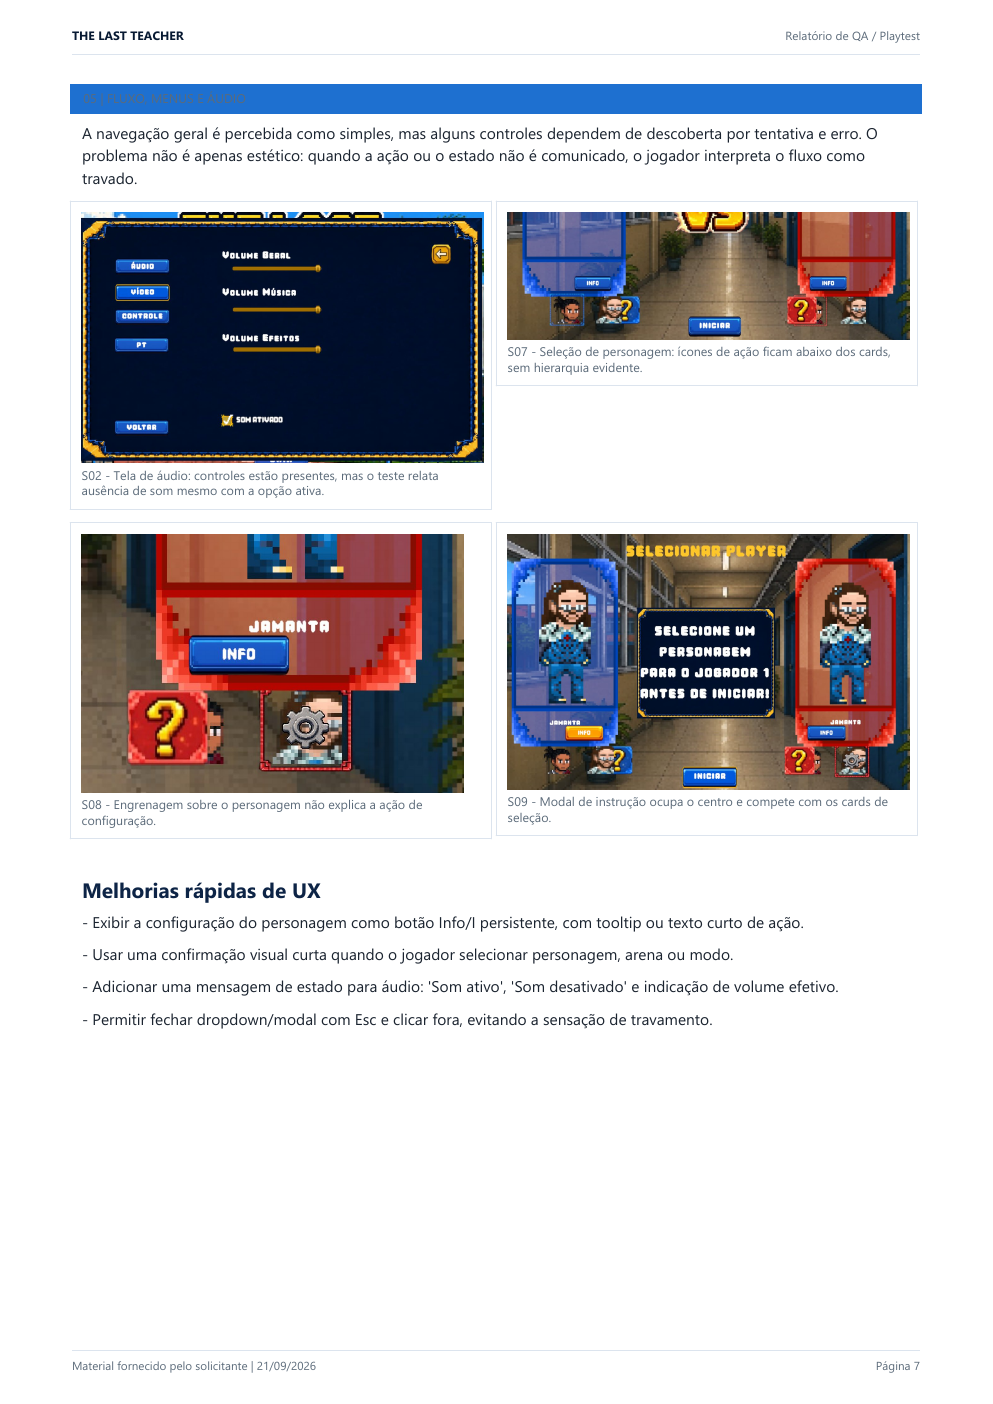 THE LAST TEACHER
Relatório de QA / Playtest
05 | FLUXO, MENUS E ÁUDIO
A navegação geral é percebida como simples, mas alguns controles dependem de descoberta por tentativa e erro. O
problema não é apenas estético: quando a ação ou o estado não é comunicado, o jogador interpreta o fluxo como
travado.
ÁUDIO
VÍDEO
CONTROLE
PT
VOLTAR
VOLUME GERAL
VOLUME MÚSICA
VOLUME EFEITOS
SOM ATIVADO
S02 - Tela de áudio: controles estão presentes, mas o teste relata
ausência de som mesmo com a opção ativa.
VS
INFO
INFO
?
?
INICIAR
S07 - Seleção de personagem: ícones de ação ficam abaixo dos cards,
sem hierarquia evidente.
JAMANTA
INFO
?
S08 - Engrenagem sobre o personagem não explica a ação de
configuração.
SELECIONAR PLAYER
SELECIONE UM
PERSONAGEM
PARA O JOGADOR 1
ANTES DE INICIAR!
JAMANTA
INFO
JAMANTA
INFO
?
?
INICIAR
S09 - Modal de instrução ocupa o centro e compete com os cards de
seleção.
Melhorias rápidas de UX
- Exibir a configuração do personagem como botão Info/I persistente, com tooltip ou texto curto de ação.
- Usar uma confirmação visual curta quando o jogador selecionar personagem, arena ou modo.
- Adicionar uma mensagem de estado para áudio: 'Som ativo', 'Som desativado' e indicação de volume efetivo.
- Permitir fechar dropdown/modal com Esc e clicar fora, evitando a sensação de travamento.
Material fornecido pelo solicitante | 21/09/2026
Página 7